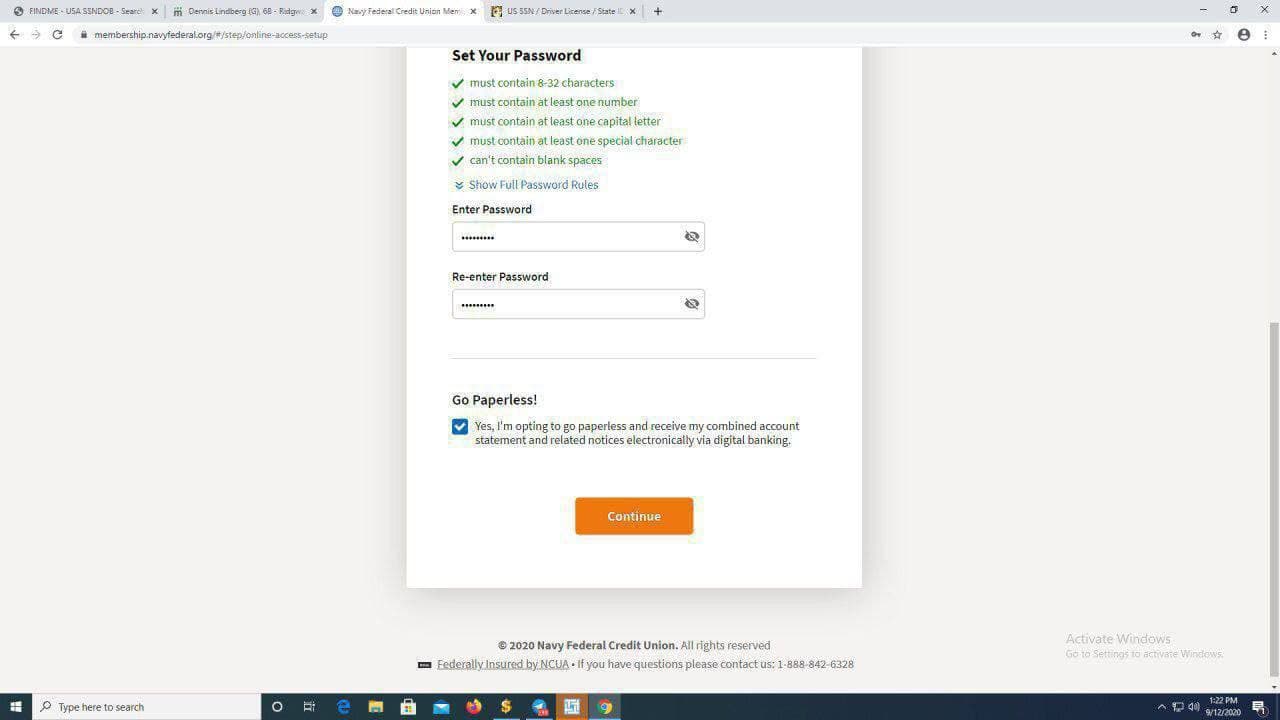 FINDME - USA SSNDOB - Search
Dennis Lindberg (G), 68 - Ridgwa
Navy Federal Credit Union Mem
US SSN / Driver License / State ID
membership.navyfederal.org/#/step/online-access-setup
Set Your Password
must contain 8-32 characters
must contain at least one number
must contain at least one capital letter
must contain at least one special character
can't contain blank spaces
Show Full Password Rules
Enter Password
•••••••••
Re-enter Password
•••••••••
Go Paperless!
Yes, I'm opting to go paperless and receive my combined account
statement and related notices electronically via digital banking.
Continue
© 2020 Navy Federal Credit Union. All rights reserved
Federally Insured by NCUA • If you have questions please contact us: 1-888-842-6328
Activate Windows
Go to Settings to activate Windows.
Type here to search
1:22 PM
9/12/2020